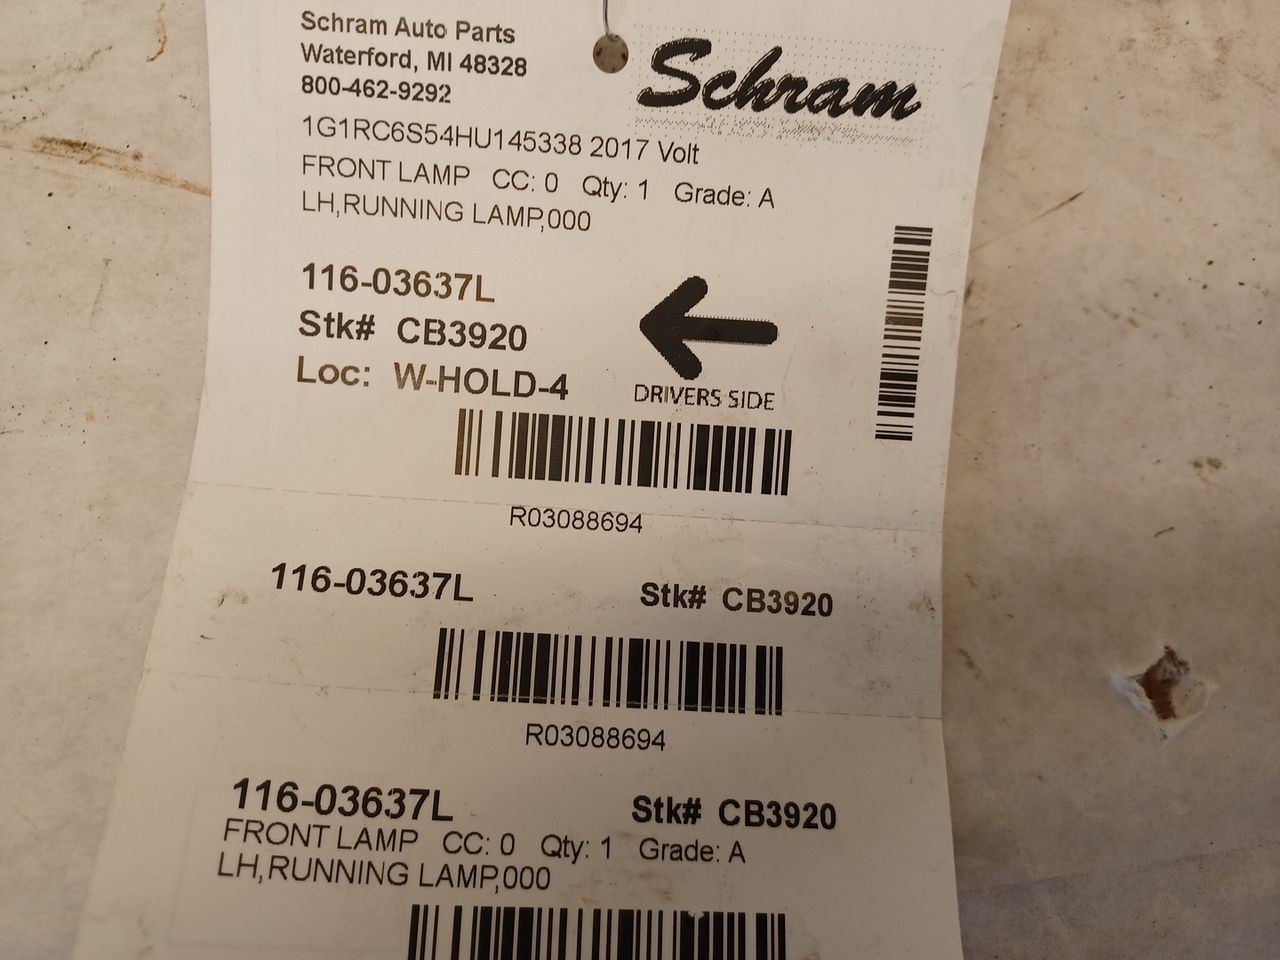 Schram Auto Parts
Waterford, MI 48328
800-462-9292
Schram
1G1RC6S54HU145338 2017 Volt
FRONT LAMP CC: 0 Qty: 1 Grade: A
LH,RUNNING LAMP,000
116-03637L
Stk# CB3920
Loc: W-HOLD-4
DRIVERS SIDE
R03088694
116-03637L Stk# CB3920
R03088694
116-03637L Stk# CB3920
FRONT LAMP CC: 0 Qty: 1 Grade: A
LH,RUNNING LAMP,000